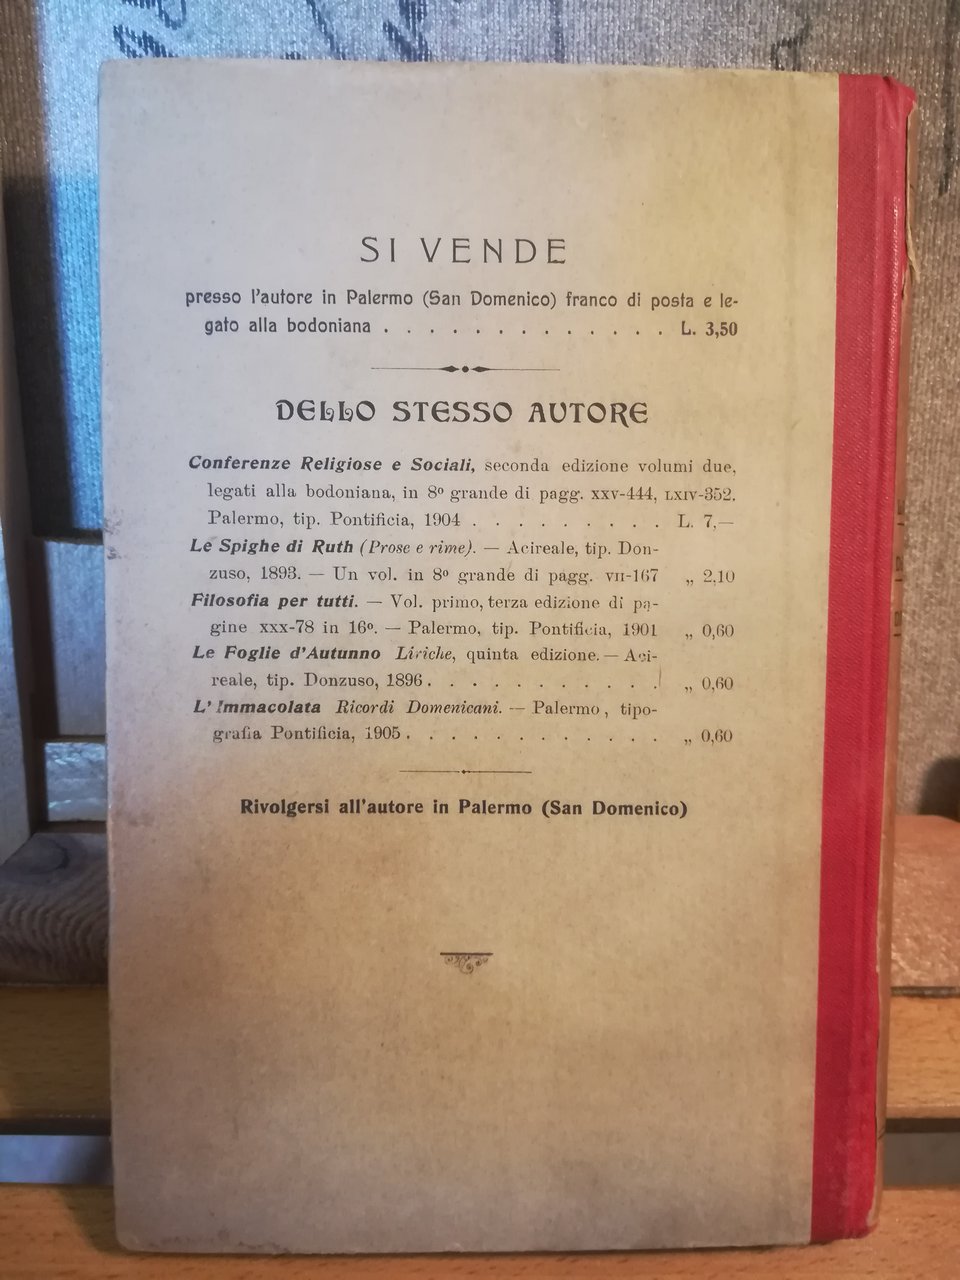 SI VENDE
presso l'autore in Palermo (San Domenico) franco di posta e le-
gato alla bodoniana . . . . . . . . . . . . . L. 3,50
DELLO STESSO AUTORE
Conferenze Religiose e Sociali, seconda edizione volumi due,
legati alla bodoniana, in 8º grande di pagg. XXV-444, LXIV-352.
Palermo, tip. Pontificia, 1904 . . . . . . . . . L. 7,—
Le Spighe di Ruth (Prose e rime). — Acireale, tip. Don-
zuso, 1893. — Un vol. in 8º grande di pagg. VII-167 „ 2,10
Filosofia per tutti. — Vol. primo, terza edizione di pa-
gine XXX-78 in 16º. — Palermo, tip. Pontificia, 1901 „ 0,60
Le Foglie d'Autunno Liriche, quinta edizione. — Aci-
reale, tip. Donzuso, 1896 . . . . . . . . . . . „ 0,60
L'Immacolata Ricordi Domenicani. — Palermo, tipo-
grafia Pontificia, 1905 . . . . . . . . . . . . „ 0,60
Rivolgersi all'autore in Palermo (San Domenico)